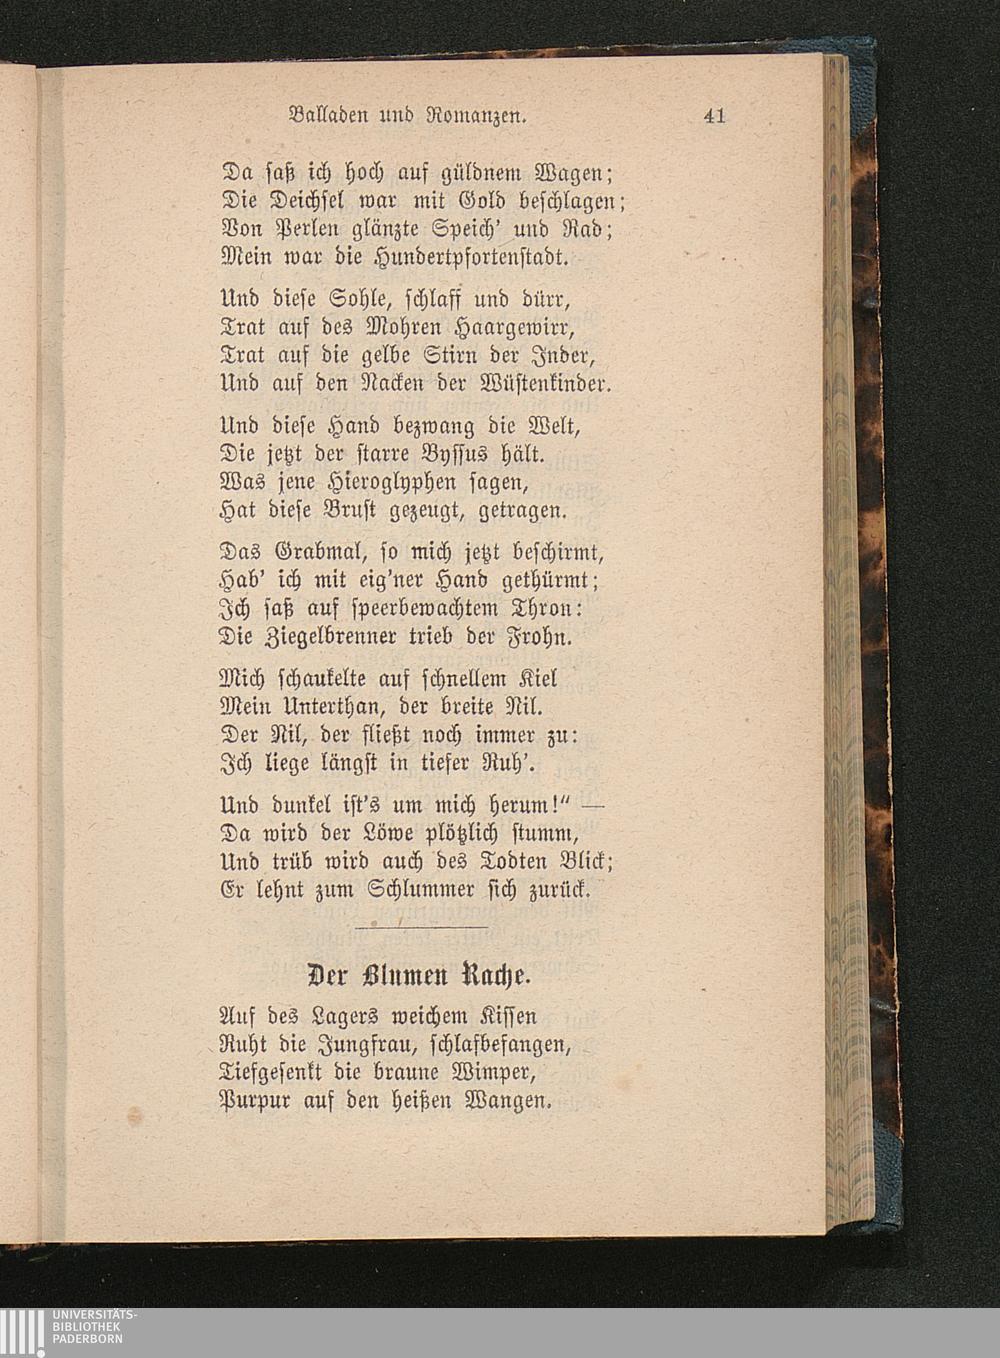 Balladen und Romanzen. 41
Da saß ich hoch auf güldnem Wagen;
Die Deichsel war mit Gold beschlagen;
Von Perlen glänzte Speich' und Rad;
Mein war die Hundertpfortenstadt.
Und diese Sohle, schlaff und dürr,
Trat auf des Mohren Haargewirr,
Trat auf die gelbe Stirn der Inder,
Und auf den Nacken der Wüstenkinder.
Und diese Hand bezwang die Welt,
Die jetzt der starre Byssus hält.
Was jene Hieroglyphen sagen,
Hat diese Brust gezeugt, getragen.
Das Grabmal, so mich jetzt beschirmt,
Hab' ich mit eig'ner Hand gethürmt;
Ich saß auf speerbewachtem Thron:
Die Ziegelbrenner trieb der Frohn.
Mich schaukelte auf schnellem Kiel
Mein Unterthan, der breite Nil.
Der Nil, der fließt noch immer zu:
Ich liege längst in tiefer Ruh'.
Und dunkel ist's um mich herum!“ —
Da wird der Löwe plötzlich stumm,
Und trüb wird auch des Todten Blick;
Er lehnt zum Schlummer sich zurück.
Der Blumen Rache.
Auf des Lagers weichem Kissen
Ruht die Jungfrau, schlafbefangen,
Tiefgesenkt die braune Wimper,
Purpur auf den heißen Wangen.
UNIVERSITÄTS-
BIBLIOTHEK
PADERBORN